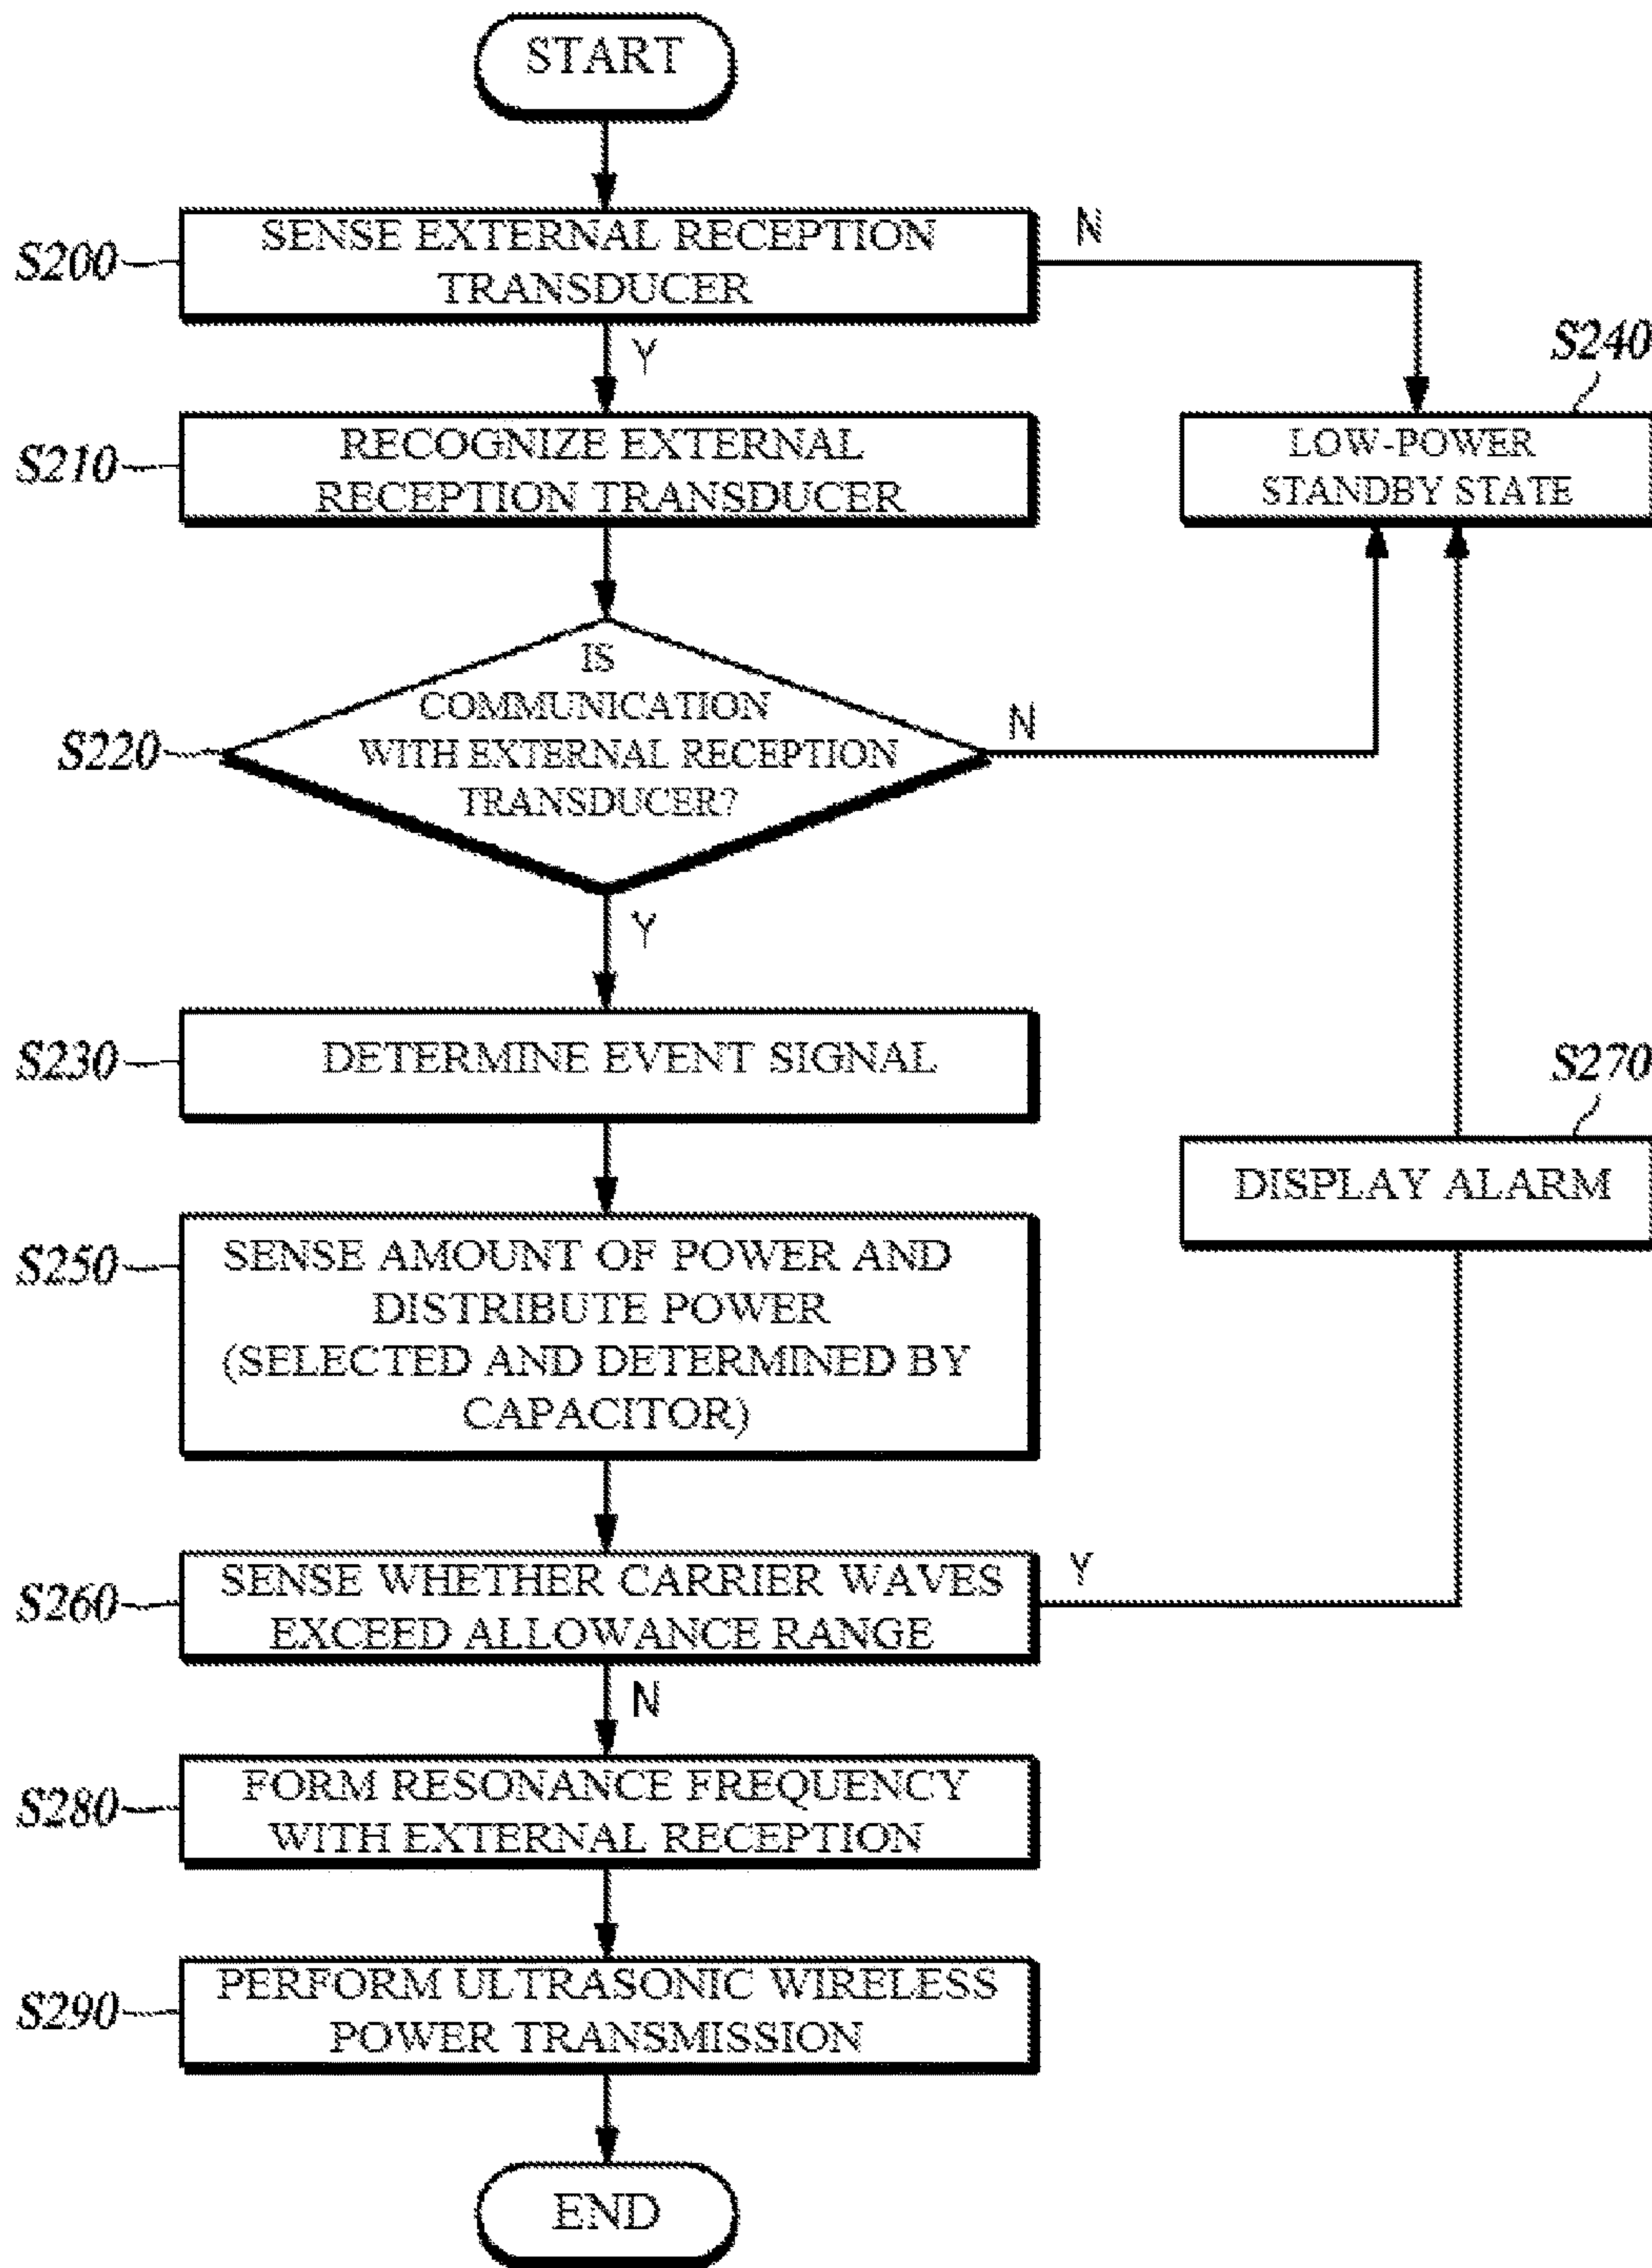 START
S200
SENSE EXTERNAL RECEPTION
TRANSDUCER
N
Y
S210
RECOGNIZE EXTERNAL
RECEPTION TRANSDUCER
S240
LOW-POWER
STANDBY STATE
S220
IS
COMMUNICATION
WITH EXTERNAL RECEPTION
TRANSDUCER?
N
Y
S230
DETERMINE EVENT SIGNAL
S270
DISPLAY ALARM
S250
SENSE AMOUNT OF POWER AND
DISTRIBUTE POWER
(SELECTED AND DETERMINED BY
CAPACITOR)
S260
SENSE WHETHER CARRIER WAVES
EXCEED ALLOWANCE RANGE
Y
N
S280
FORM RESONANCE FREQUENCY
WITH EXTERNAL RECEPTION
S290
PERFORM ULTRASONIC WIRELESS
POWER TRANSMISSION
END